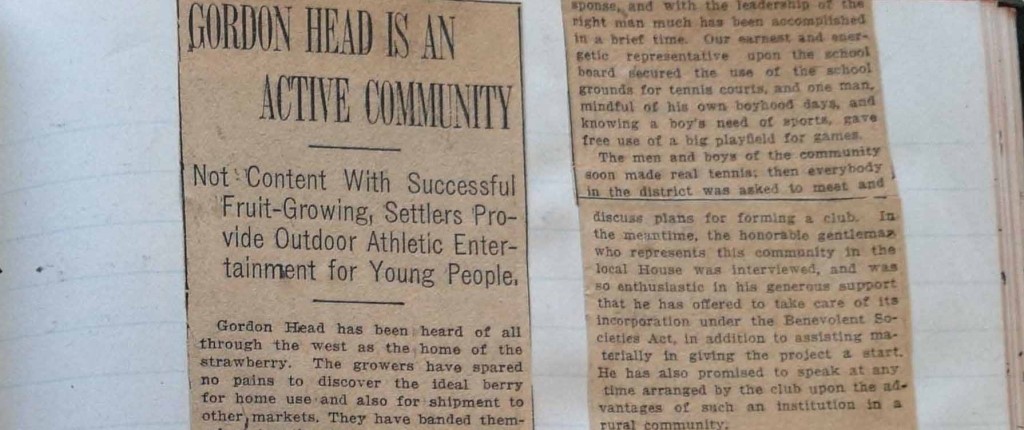 GORDON HEAD IS AN
ACTIVE COMMUNITY
Not Content With Successful
Fruit-Growing, Settlers Pro-
vide Outdoor Athletic Enter-
tainment for Young People.
Gordon Head has been heard of all
through the west as the home of the
strawberry. The growers have spared
no pains to discover the ideal berry
for home use and also for shipment to
other markets. They have banded them-
sponse, and with the leadership of the
right man much has been accomplished
in a brief time. Our earnest and ener-
getic representative upon the school
board secured the use of the school
grounds for tennis courts, and one man,
mindful of his own boyhood days, and
knowing a boy's need of sports, gave
free use of a big playfield for games.
The men and boys of the community
soon made real tennis; then everybody
in the district was asked to meet and
discuss plans for forming a club. In
the meantime, the honorable gentleman
who represents this community in the
local House was interviewed, and was
so enthusiastic in his generous support
that he has offered to take care of its
incorporation under the Benevolent So-
cieties Act, in addition to assisting ma-
terially in giving the project a start.
He has also promised to speak at any
time arranged by the club upon the ad-
vantages of such an institution in a
rural community.